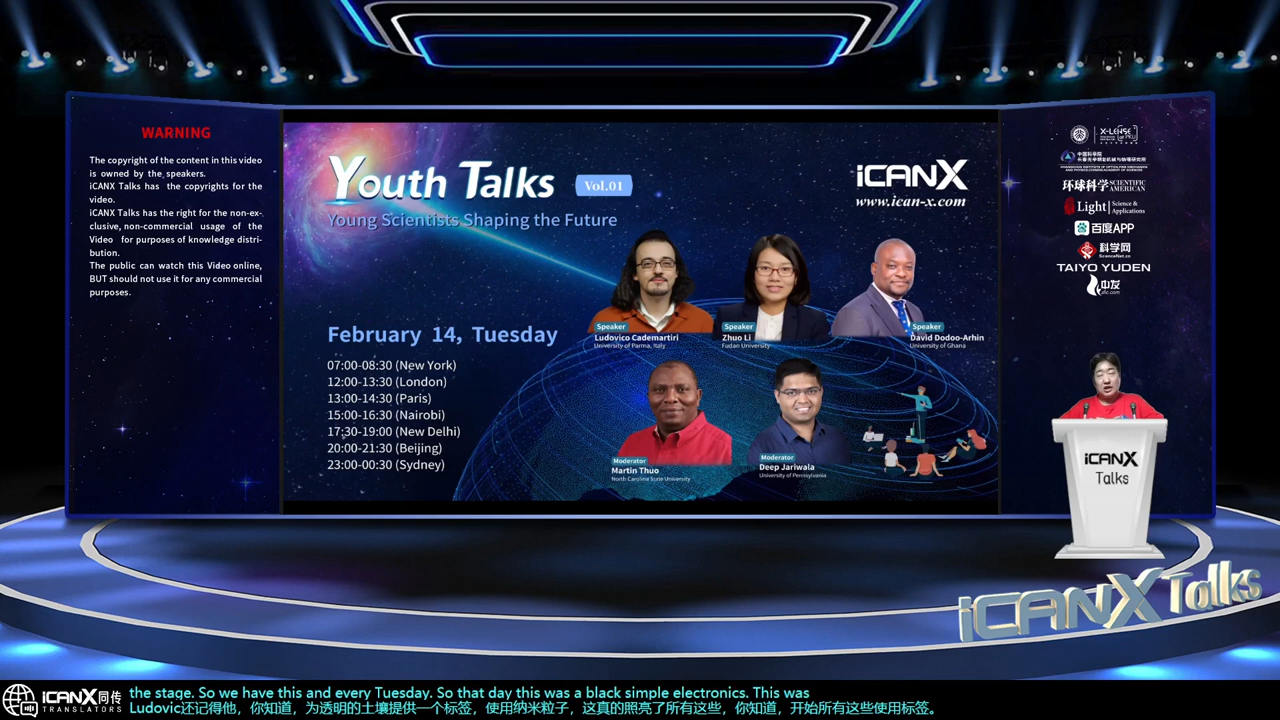 WARNING
The copyright of the content in this video
is owned by the speakers.
iCANX Talks has the copyrights for the
video.
iCANX Talks has the right for the non-ex-
clusive, non-commercial usage of the
Video for purposes of knowledge distri-
bution.
The public can watch this Video online,
BUT should not use it for any commercial
purposes.
Youth Talks Vol.01
Young Scientists Shaping the Future
iCANX
www.ican-x.com
February 14, Tuesday
07:00-08:30 (New York)
12:00-13:30 (London)
13:00-14:30 (Paris)
15:00-16:30 (Nairobi)
17:30-19:00 (New Delhi)
20:00-21:30 (Beijing)
23:00-00:30 (Sydney)
Speaker
Ludovico Cademartiri
University of Parma, Italy
Speaker
Zhuo Li
Fudan University
Speaker
David Dodoo-Arhin
University of Ghana
Moderator
Martin Thuo
North Carolina State University
Moderator
Deep Jariwala
University of Pennsylvania
X-LENSE
中国科学院
环球科学 SCIENTIFIC AMERICAN
Light Science & Applications
百度APP
科学网
ScienceNet.cn
TAIYO YUDEN
iCANX
Talks
iCANX Talks
iCANX同传
TRANSLATORS
the stage. So we have this and every Tuesday. So that day this was a black simple electronics. This was
Ludovic还记得他，你知道，为透明的土壤提供一个标签，使用纳米粒子，这真的照亮了所有这些，你知道，开始所有这些使用标签。